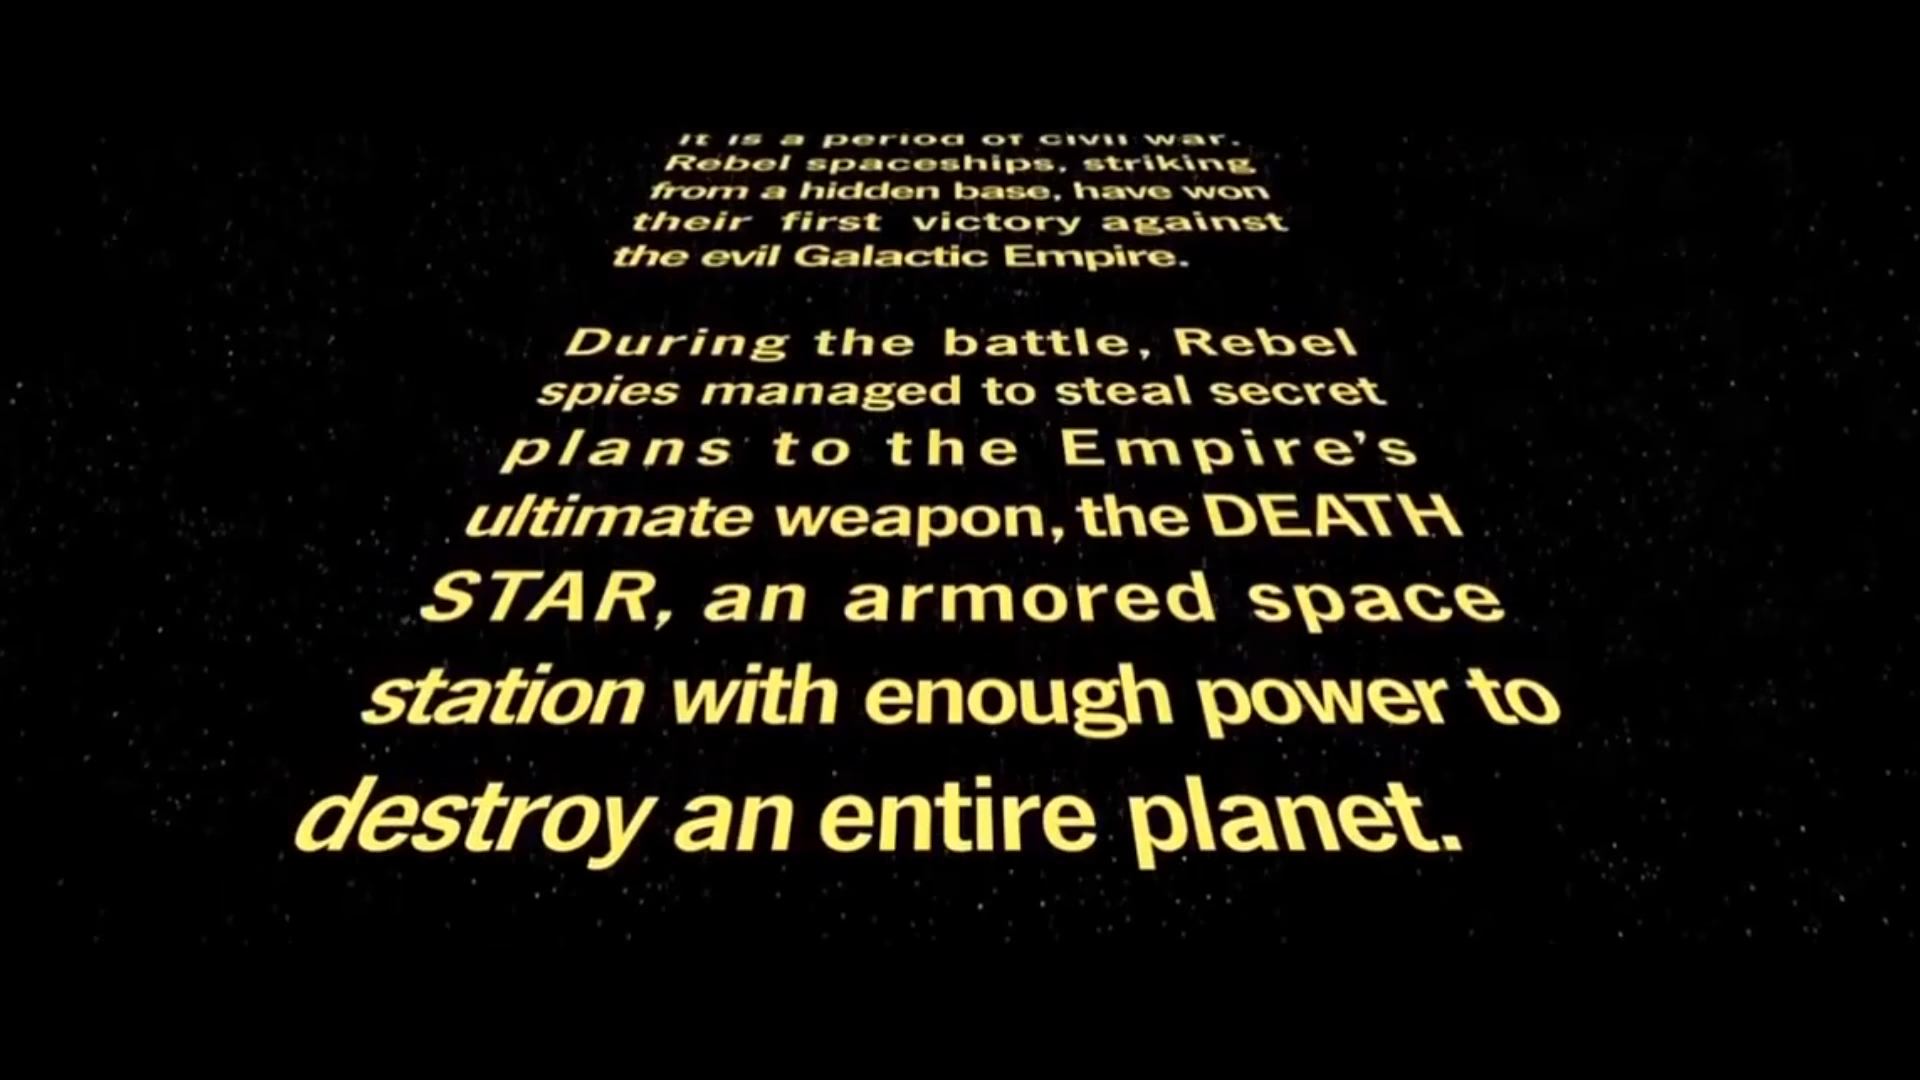 It is a period of civil war.
Rebel spaceships, striking
from a hidden base, have won
their first victory against
the evil Galactic Empire.
During the battle, Rebel
spies managed to steal secret
plans to the Empire's
ultimate weapon, the DEATH
STAR, an armored space
station with enough power to
destroy an entire planet.